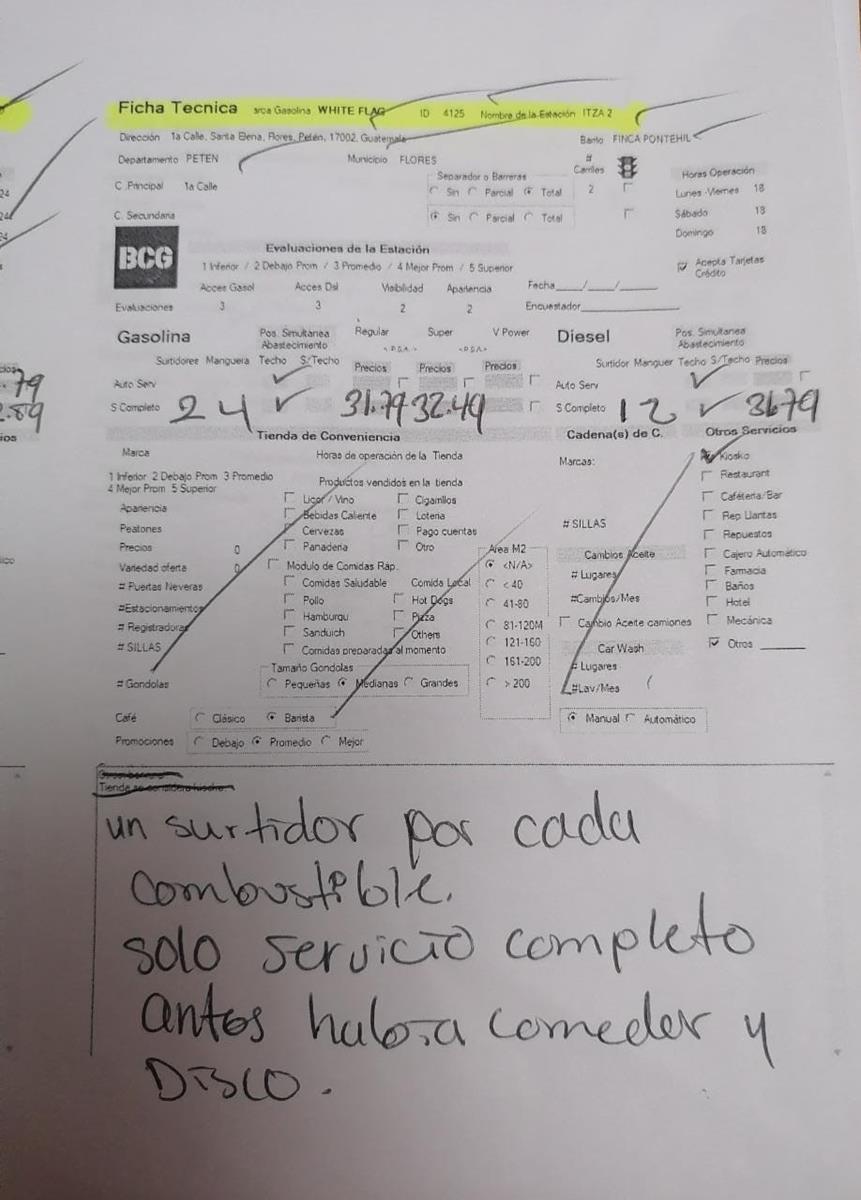 Ficha Tecnica arca Gasolina WHITE FLAG ID 4125 Nombre de la Estación ITZA 2
Dirección 1a Calle, Santa Elena, Flores, Petén, 17002, Guatemala Barrio FINCA PONTEHIL
Departamento PETEN Municipio FLORES # Carriles Horas Operación
C.Principal 1a Calle Separador o Barreras Sin Parcial Total 2 Lunes -Viernes 18
C. Secundaria Sin Parcial Total Sábado 18
Domingo 18
BCG Evaluaciones de la Estación
1 Inferior / 2 Debajo Prom / 3 Promedio / 4 Mejor Prom / 5 Superior Acepta Tarjetas Crédito
Acces Gasol Acces Dsl Visibilidad Apariencia Fecha___/___/___
Evaluaciones 3 3 2 2 Encuestador
Gasolina Pos. Simultanea Abastecimiento Regular Super V Power Diesel Pos. Simultanea Abastecimiento
Surtidores Manguera Techo S/Techo Precios Precios Precios Surtidor Manguer Techo S/Techo Precios
Auto Serv Auto Serv
S Completo 2 4 31.79 32.49 S Completo 1 2 31.79
Tienda de Conveniencia Cadena(s) de C. Otros Servicios
Marca Horas de operación de la Tienda Marcas: Kiosko
1 Inferior 2 Debajo Prom 3 Promedio
4 Mejor Prom 5 Superior
Productos vendidos en la tienda Restaurant
Apariencia Licor / Vino Cigarrillos Cafétería/Bar
Peatones Bebidas Caliente Loteria # SILLAS Rep Llantas
Cervezas Pago cuentas Repuestos
Precios 0 Panaderia Otro Area M2 Cambios Aceite Cajero Automático
Variedad oferta 0 Modulo de Comidas Ráp. <N/A> # Lugares Farmacia
# Puertas Neveras Comidas Saludable Comida Local < 40 Baños
#Estacionamientos Pollo Hot Dogs 41-80 #Cambios/Mes Hotel
# Registradoras Hamburgu Pizza 81-120M Cambio Aceite camiones Mecánica
# SILLAS Sanduich Others 121-160 Car Wash Otros
Comidas preparadas al momento 161-200 # Lugares
# Gondolas Tamaño Gondolas Pequeñas Medianas Grandes > 200 #Lav/Mes
Café Clásico Barista Manual Automático
Promociones Debajo Promedio Mejor
un surtidor por cada
combustible.
solo servicio completo
antes habia comedor y
Disco.